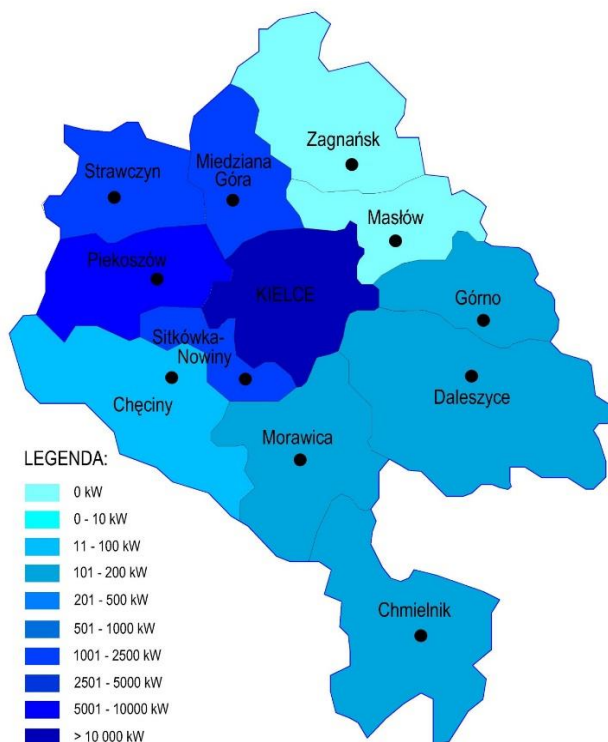 Zagnańsk
Strawczyn
Miedziana
Góra
Masłów
Piekoszów
KIELCE
Górno
Sitkówka-
Nowiny
Chęciny
Daleszyce
Morawica
LEGENDA:
0 kW
0 - 10 kW
11 - 100 kW
101 - 200 kW
201 - 500 kW
501 - 1000 kW
1001 - 2500 kW
2501 - 5000 kW
5001 - 10000 kW
> 10 000 kW
Chmielnik